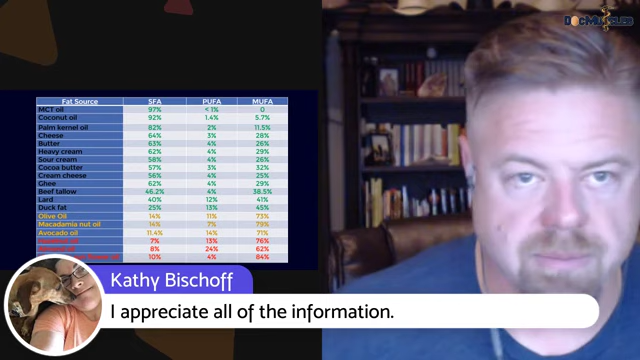 DocMuscles
Fat Source SFA PUFA MUFA
MCT oil 97% < 1% 0
Coconut oil 92% 1.4% 5.7%
Palm kernel oil 82% 2% 11.5%
Cheese 64% 3% 28%
Butter 63% 4% 26%
Heavy cream 62% 4% 29%
Sour cream 58% 4% 26%
Cocoa butter 57% 3% 32%
Cream cheese 56% 4% 25%
Ghee 62% 4% 29%
Beef tallow 46.2% 4% 38.5%
Lard 40% 12% 41%
Duck fat 25% 13% 45%
Olive Oil 14% 11% 73%
Macadamia nut oil 14% 7% 79%
Avocado oil 11.4% 14% 71%
7% 13% 76%
8% 24% 62%
10% 4% 84%
Kathy Bischoff
I appreciate all of the information.